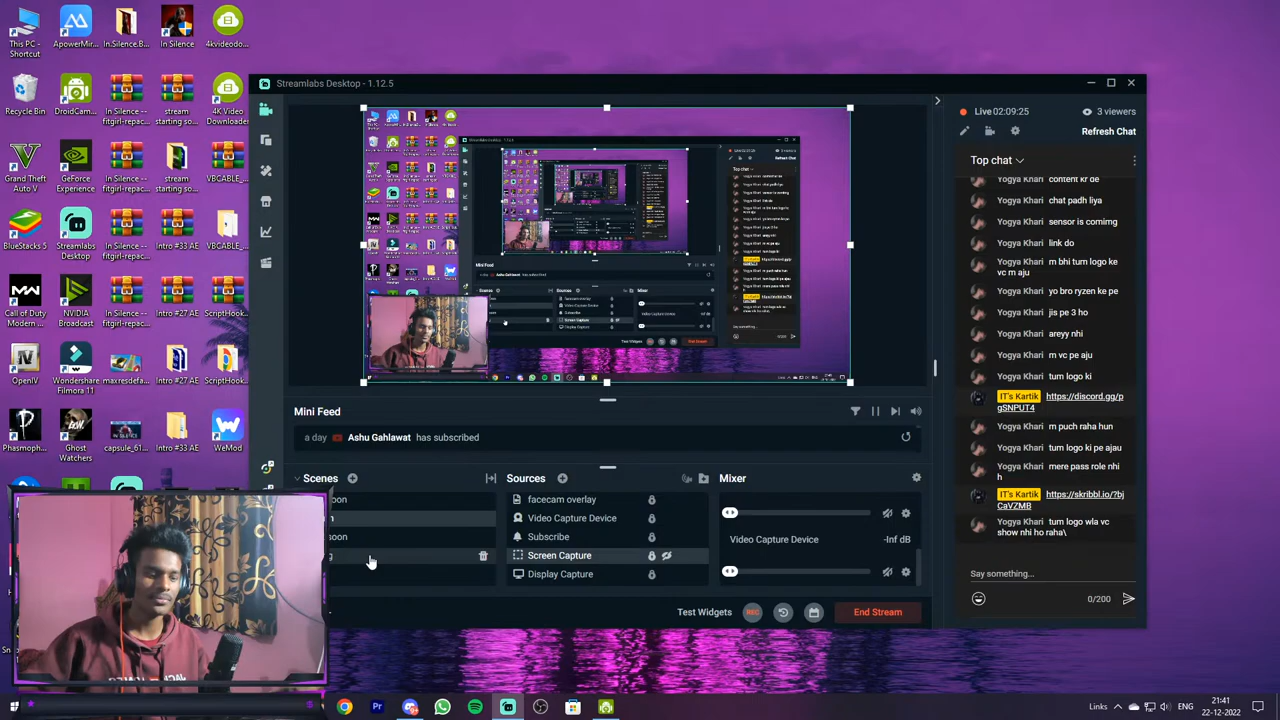 This PC - Shortcut
ApowerMir...
In.Silence.B...
In Silence
4kvideodo...
Recycle Bin
DroidCam...
In Silence -- fitgirl-repac...
stream starting so...
4K Video Downloader
Grand Theft Auto V
GeForce Experience
In Silence -- fitgirl-repac...
stream starting so...
VBCABLE_...
BlueStacks
Streamlabs Desktop
In Silence -- fitgirl-repac...
Intro #33 AE
VBCABLE_...
Call of Duty Modern ...
NVIDIA Broadcast
Intro #31 AE
ScriptHook...
OpenIV
Wondershare Filmora 11
maxresdefa...
Intro #27 AE
ScriptHook...
Phasmoph...
Ghost Watchers
capsule_61...
Intro #33 AE
WeMod
Streamlabs Desktop - 1.12.5
Live 02:09:25
3 viewers
Refresh Chat
Top chat
Yogya Khari content kr de
Yogya Khari chat padh liya
Yogya Khari sensor is comimg
Yogya Khari link do
Yogya Khari m bhi tum logo ke
vc m aju
Yogya Khari yo bro ryzen ke pe
Yogya Khari jis pe 3 ho
Yogya Khari areyy nhi
Yogya Khari m vc pe aju
Yogya Khari tum logo ki
IT's Kartik https://discord.gg/p
gSNPUT4
Yogya Khari m puch raha hun
Yogya Khari tum logo ki pe ajau
Yogya Khari mere pass role nhi
h
IT's Kartik https://skribbl.io/?bj
CaVZMB
Yogya Khari tum logo wla vc
show nhi ho raha\
Say something...
0/200
Mini Feed
a day Ashu Gahlawat has subscribed
Scenes
oon
n
soon
g
Sources
facecam overlay
Video Capture Device
Subscribe
Screen Capture
Display Capture
Mixer
Video Capture Device -Inf dB
Test Widgets
REC
End Stream
Links
ENG
21:41
22-12-2022